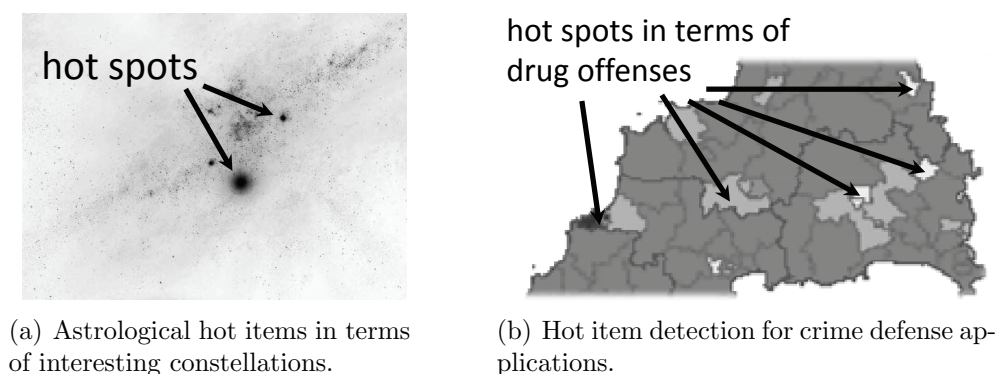 hot spots
hot spots in terms of
drug offenses
(a) Astrological hot items in terms
of interesting constellations.
(b) Hot item detection for crime defense ap-
plications.